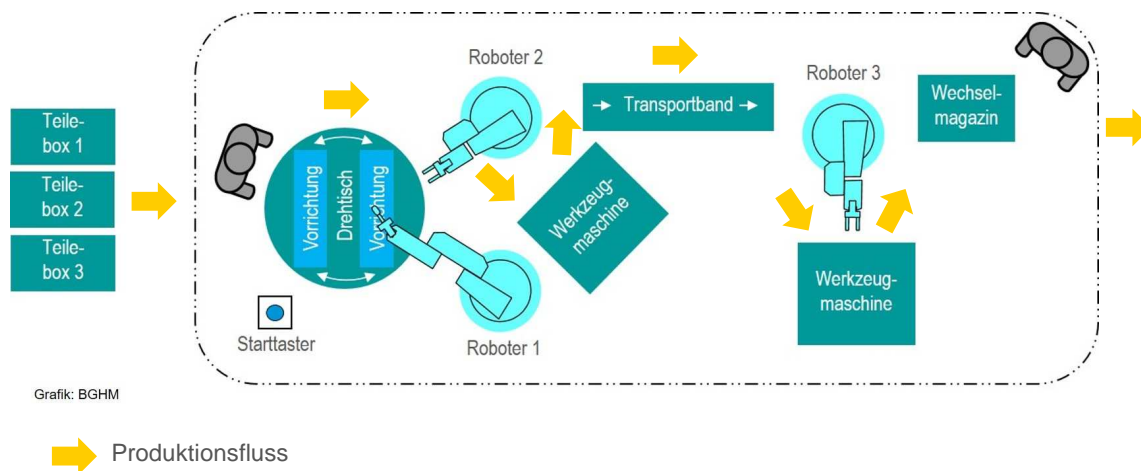 Roboter 2
Roboter 3
Teile-
box 1
Teile-
box 2
Teile-
box 3
Vorrichtung
Drehtisch
Vorrichtung
Werkzeug-
maschine
Transportband
Wechsel-
magazin
Werkzeug-
maschine
Starttaster
Roboter 1
Grafik: BGHM
Produktionsfluss